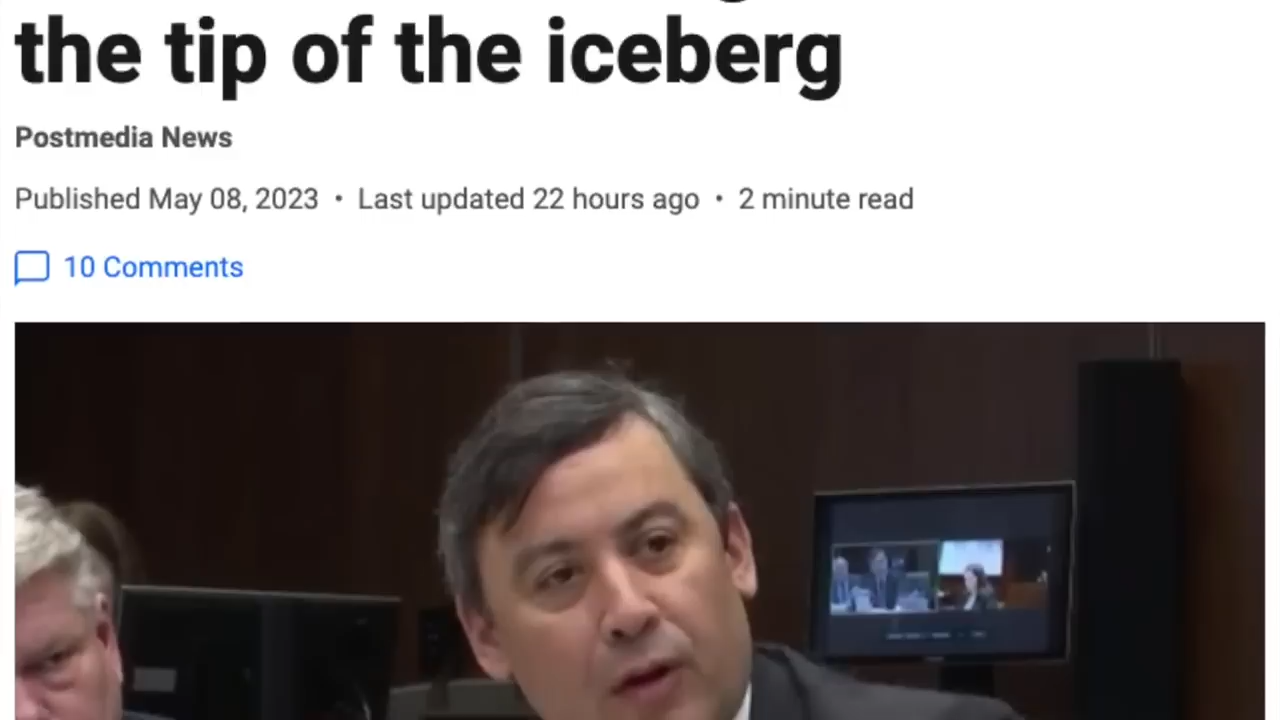 the tip of the iceberg
Postmedia News
Published May 08, 2023 • Last updated 22 hours ago • 2 minute read
10 Comments